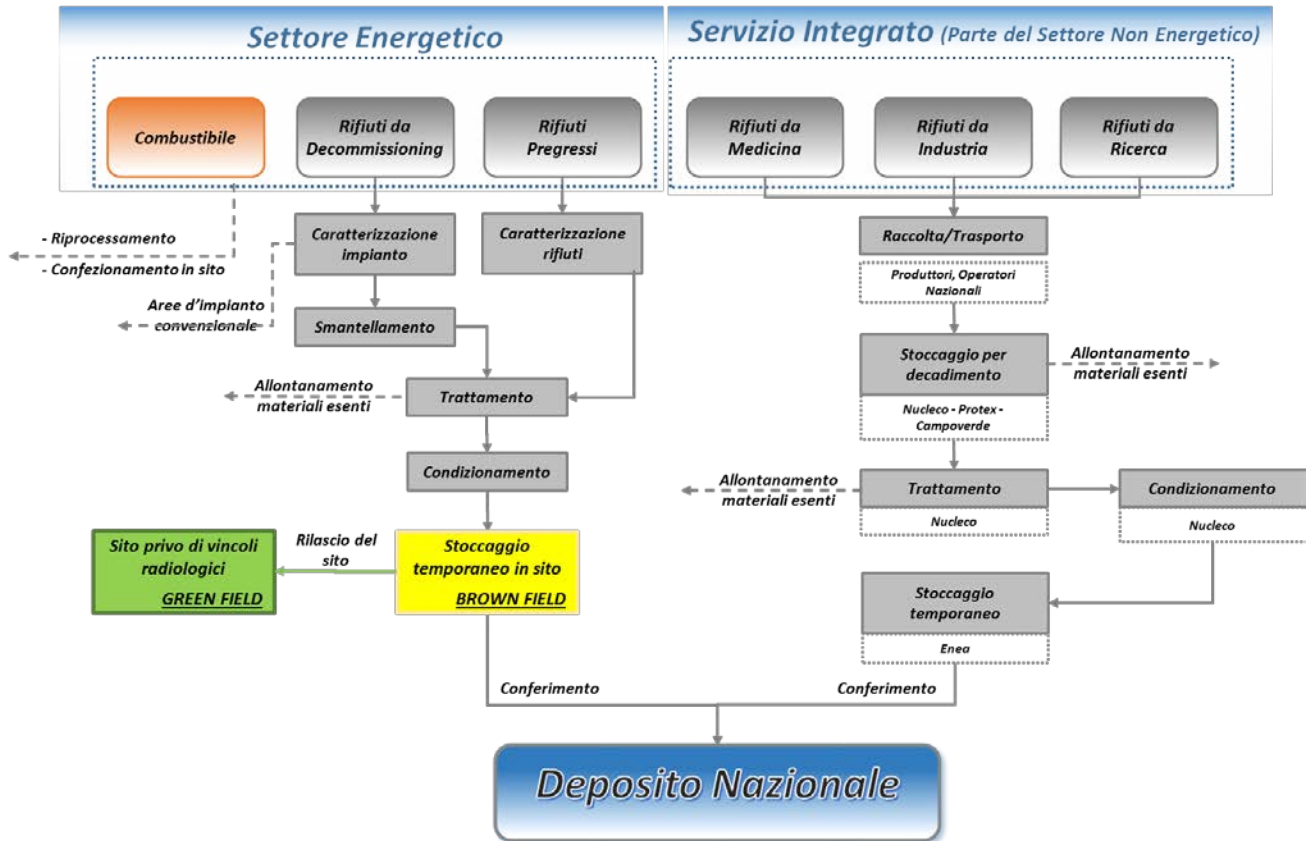 Settore Energetico
Servizio Integrato (Parte del Settore Non Energetico)
Combustibile
Rifiuti da
Decommissioning
Rifiuti
Pregressi
Rifiuti da
Medicina
Rifiuti da
Industria
Rifiuti da
Ricerca
- Riprocessamento
- Confezionamento in sito
Caratterizzazione
impianto
Caratterizzazione
rifiuti
Raccolta/Trasporto
Produttori, Operatori
Nazionali
Aree d'impianto
convenzionale
Smantellamento
Stoccaggio per
decadimento
Nucleco - Protex -
Campoverde
Allontanamento
materiali esenti
Allontanamento
materiali esenti
Trattamento
Condizionamento
Allontanamento
materiali esenti
Trattamento
Nucleco
Condizionamento
Nucleco
Sito privo di vincoli
radiologici
GREEN FIELD
Rilascio del
sito
Stoccaggio
temporaneo in sito
BROWN FIELD
Stoccaggio
temporaneo
Enea
Conferimento
Conferimento
Deposito Nazionale